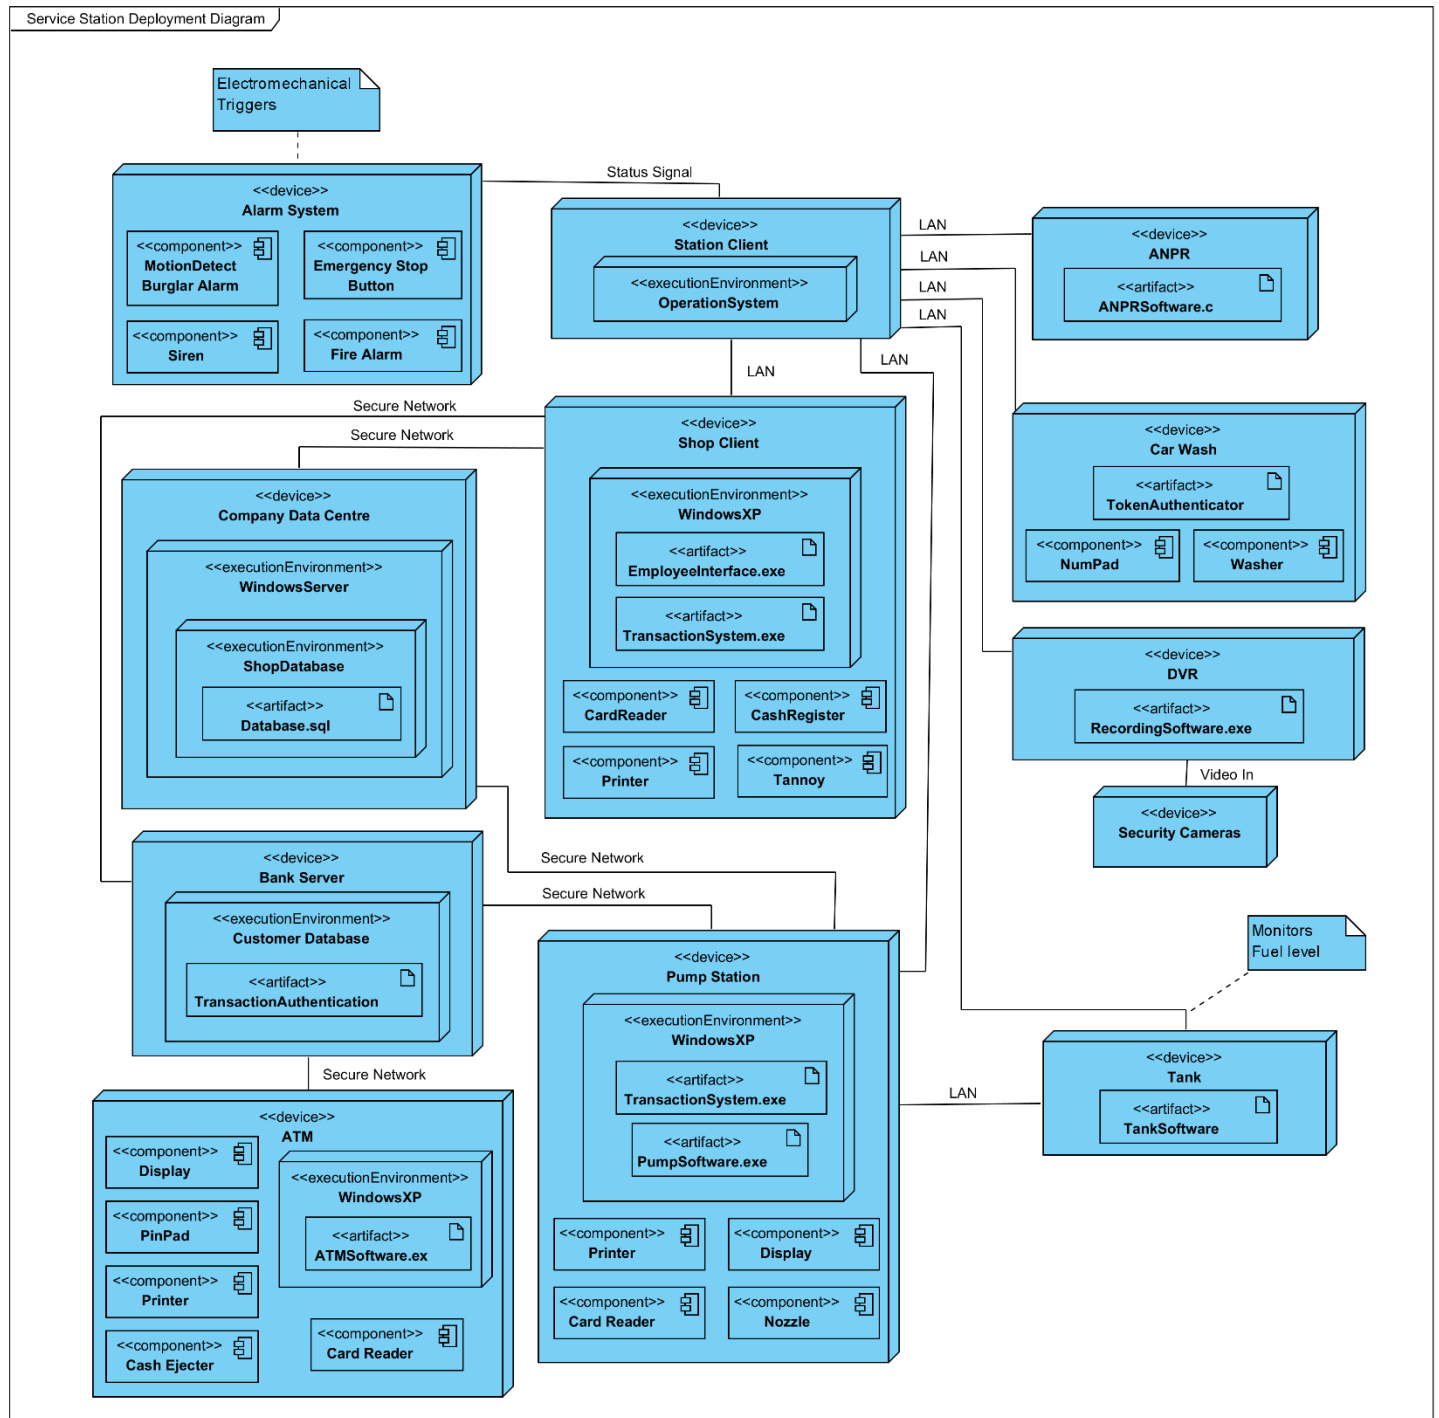 Service Station Deployment Diagram
Electromechanical
Triggers
Status Signal
<<device>>
Alarm System
<<component>>
MotionDetect
Burglar Alarm
<<component>>
Emergency Stop
Button
<<component>>
Siren
<<component>>
Fire Alarm
<<device>>
Station Client
<<executionEnvironment>>
OperationSystem
LAN
LAN
LAN
LAN
LAN
LAN
<<device>>
ANPR
<<artifact>>
ANPRSoftware.c
Secure Network
Secure Network
<<device>>
Shop Client
<<executionEnvironment>>
WindowsXP
<<artifact>>
EmployeeInterface.exe
<<artifact>>
TransactionSystem.exe
<<component>>
CardReader
<<component>>
CashRegister
<<component>>
Printer
<<component>>
Tannoy
<<device>>
Car Wash
<<artifact>>
TokenAuthenticator
<<component>>
NumPad
<<component>>
Washer
<<device>>
Company Data Centre
<<executionEnvironment>>
WindowsServer
<<executionEnvironment>>
ShopDatabase
<<artifact>>
Database.sql
<<device>>
DVR
<<artifact>>
RecordingSoftware.exe
Video In
<<device>>
Security Cameras
<<device>>
Bank Server
<<executionEnvironment>>
Customer Database
<<artifact>>
TransactionAuthentication
Secure Network
Secure Network
Secure Network
<<device>>
Pump Station
<<executionEnvironment>>
WindowsXP
<<artifact>>
TransactionSystem.exe
<<artifact>>
PumpSoftware.exe
<<component>>
Printer
<<component>>
Display
<<component>>
Card Reader
<<component>>
Nozzle
Monitors
Fuel level
LAN
<<device>>
Tank
<<artifact>>
TankSoftware
<<device>>
ATM
<<component>>
Display
<<component>>
PinPad
<<component>>
Printer
<<component>>
Cash Ejecter
<<executionEnvironment>>
WindowsXP
<<artifact>>
ATMSoftware.ex
<<component>>
Card Reader